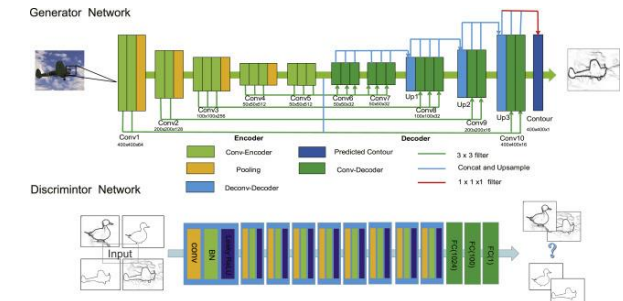 Generator Network
Conv1
400x400x64
Conv2
200x200x128
Conv3
100x100x256
Conv4
50x50x512
Conv5
50x50x512
Conv6
50x50x32
Conv7
50x50x32
Up1
Conv8
100x100x32
Up2
Conv9
200x200x16
Up3
Conv10
400x400x16
Contour
400x400x1
Encoder
Decoder
Conv-Encoder
Predicted Contour
3 x 3 filter
Pooling
Conv-Decoder
Concat and Upsample
Deconv-Decoder
1 x 1 x1 filter
Discrimintor Network
Input
CONV
BN
FC(1024)
FC(100)
FC(1)
?